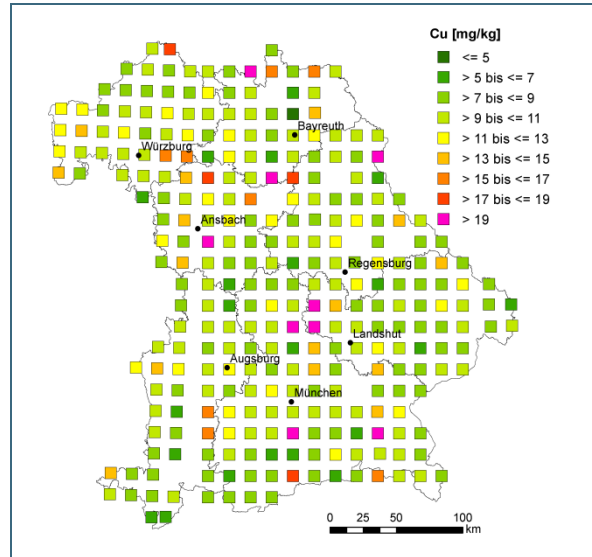 Cu [mg/kg]
<= 5
> 5 bis <= 7
> 7 bis <= 9
> 9 bis <= 11
> 11 bis <= 13
> 13 bis <= 15
> 15 bis <= 17
> 17 bis <= 19
> 19
Bayreuth
Würzburg
Ansbach
Regensburg
Landshut
Augsburg
München
0 25 50 100
km